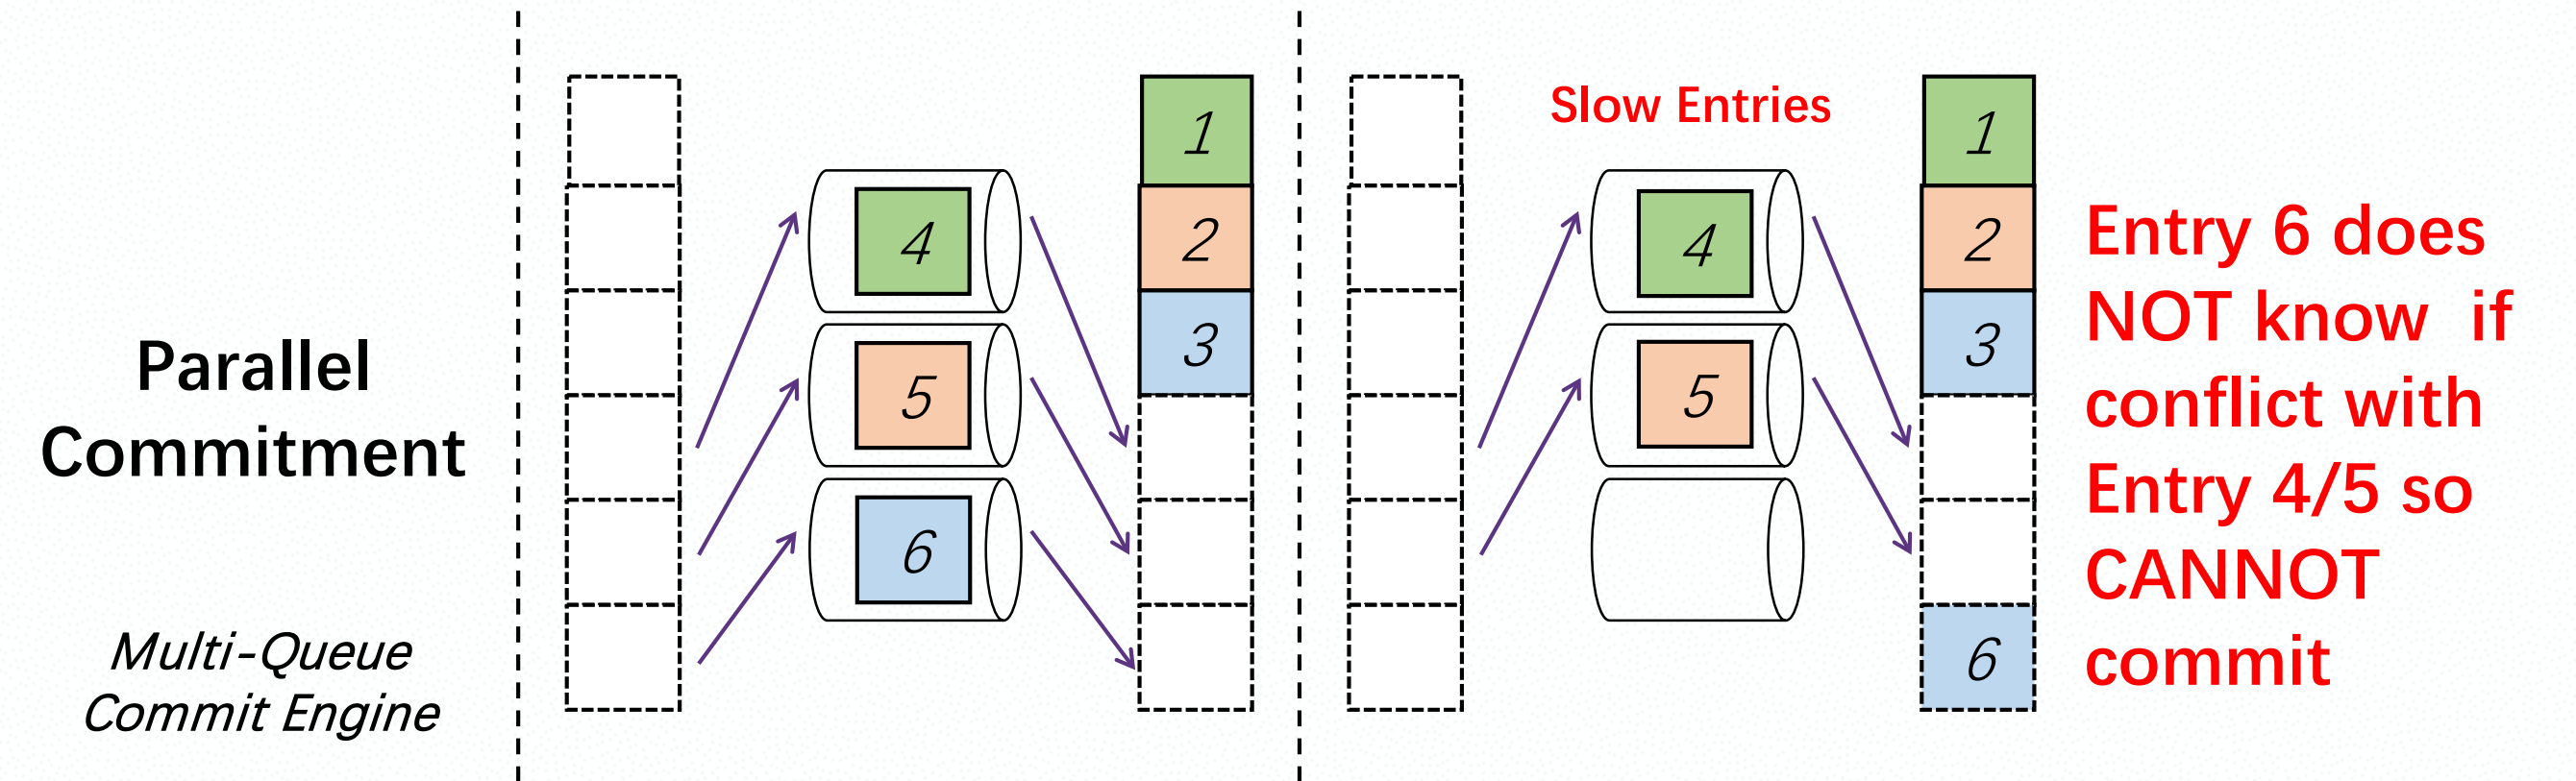 Parallel
Commitment
Multi-Queue
Commit Engine
4
5
6
1
2
3
Slow Entries
4
5
1
2
3
6
Entry 6 does
NOT know if
conflict with
Entry 4/5 so
CANNOT
commit